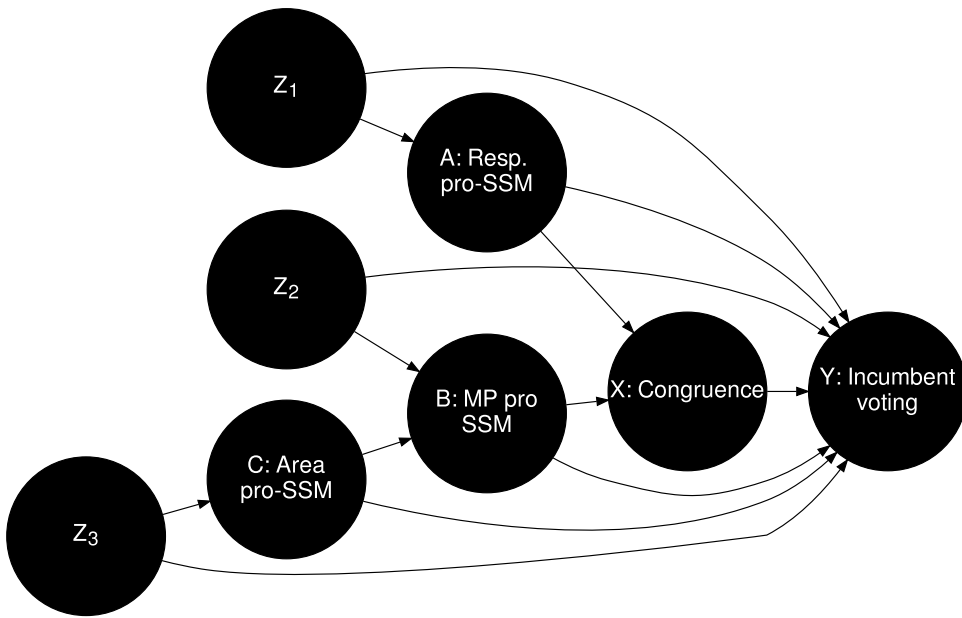 Z1
A: Resp.
pro-SSM
Z2
B: MP pro
SSM
X: Congruence
Y: Incumbent
voting
C: Area
pro-SSM
Z3